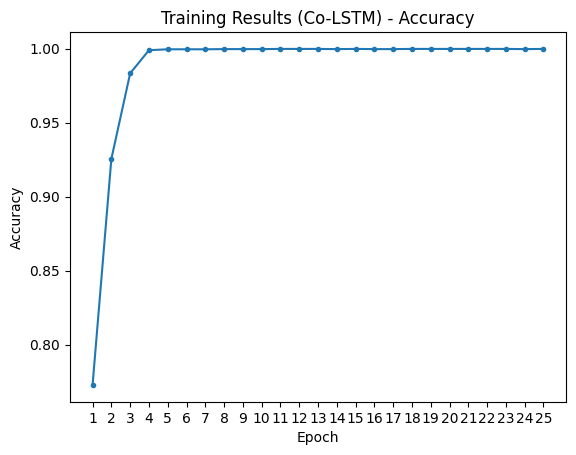 Training Results (Co-LSTM) - Accuracy
1.00
0.95
0.90
0.85
0.80
Accuracy
1 2 3 4 5 6 7 8 9 10 11 12 13 14 15 16 17 18 19 20 21 22 23 24 25
Epoch